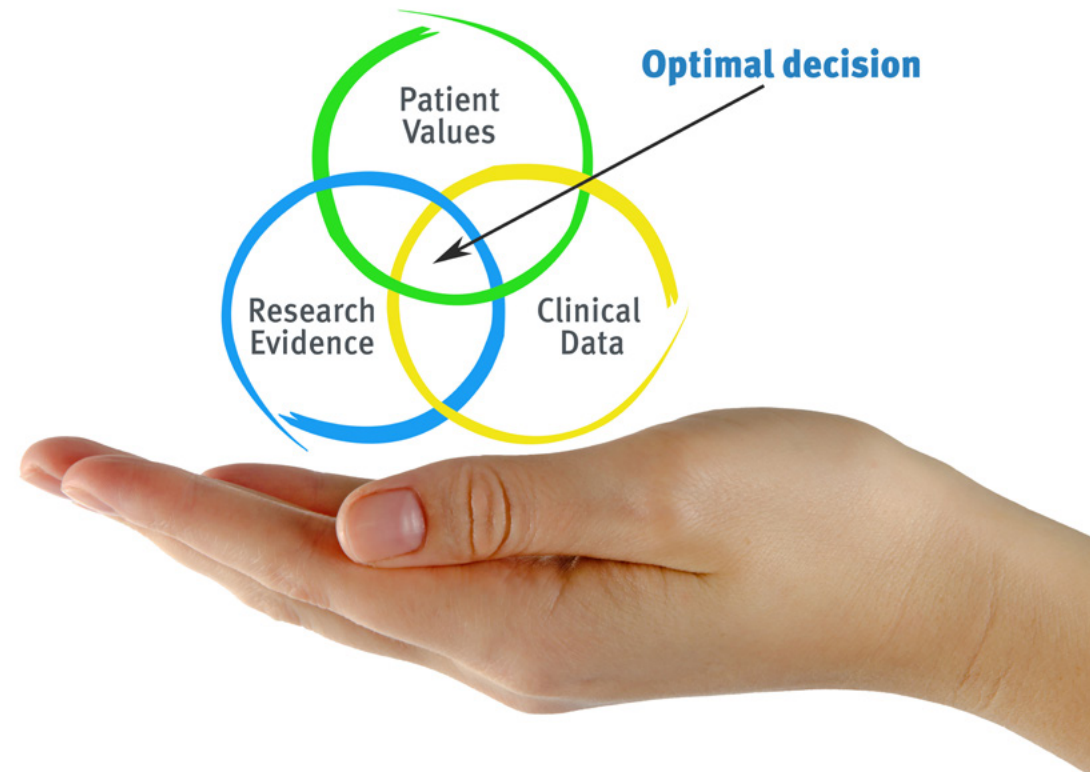 Optimal decision
Patient
Values
Research
Evidence
Clinical
Data